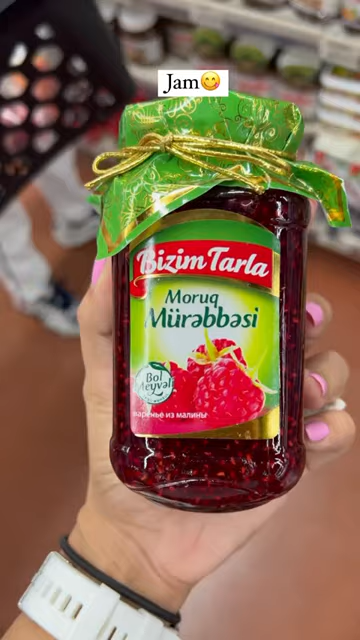 Jam😋
Bizim Tarla
Moruq
Mürəbbəsi
Bol
Meyvəli
варенье из малины